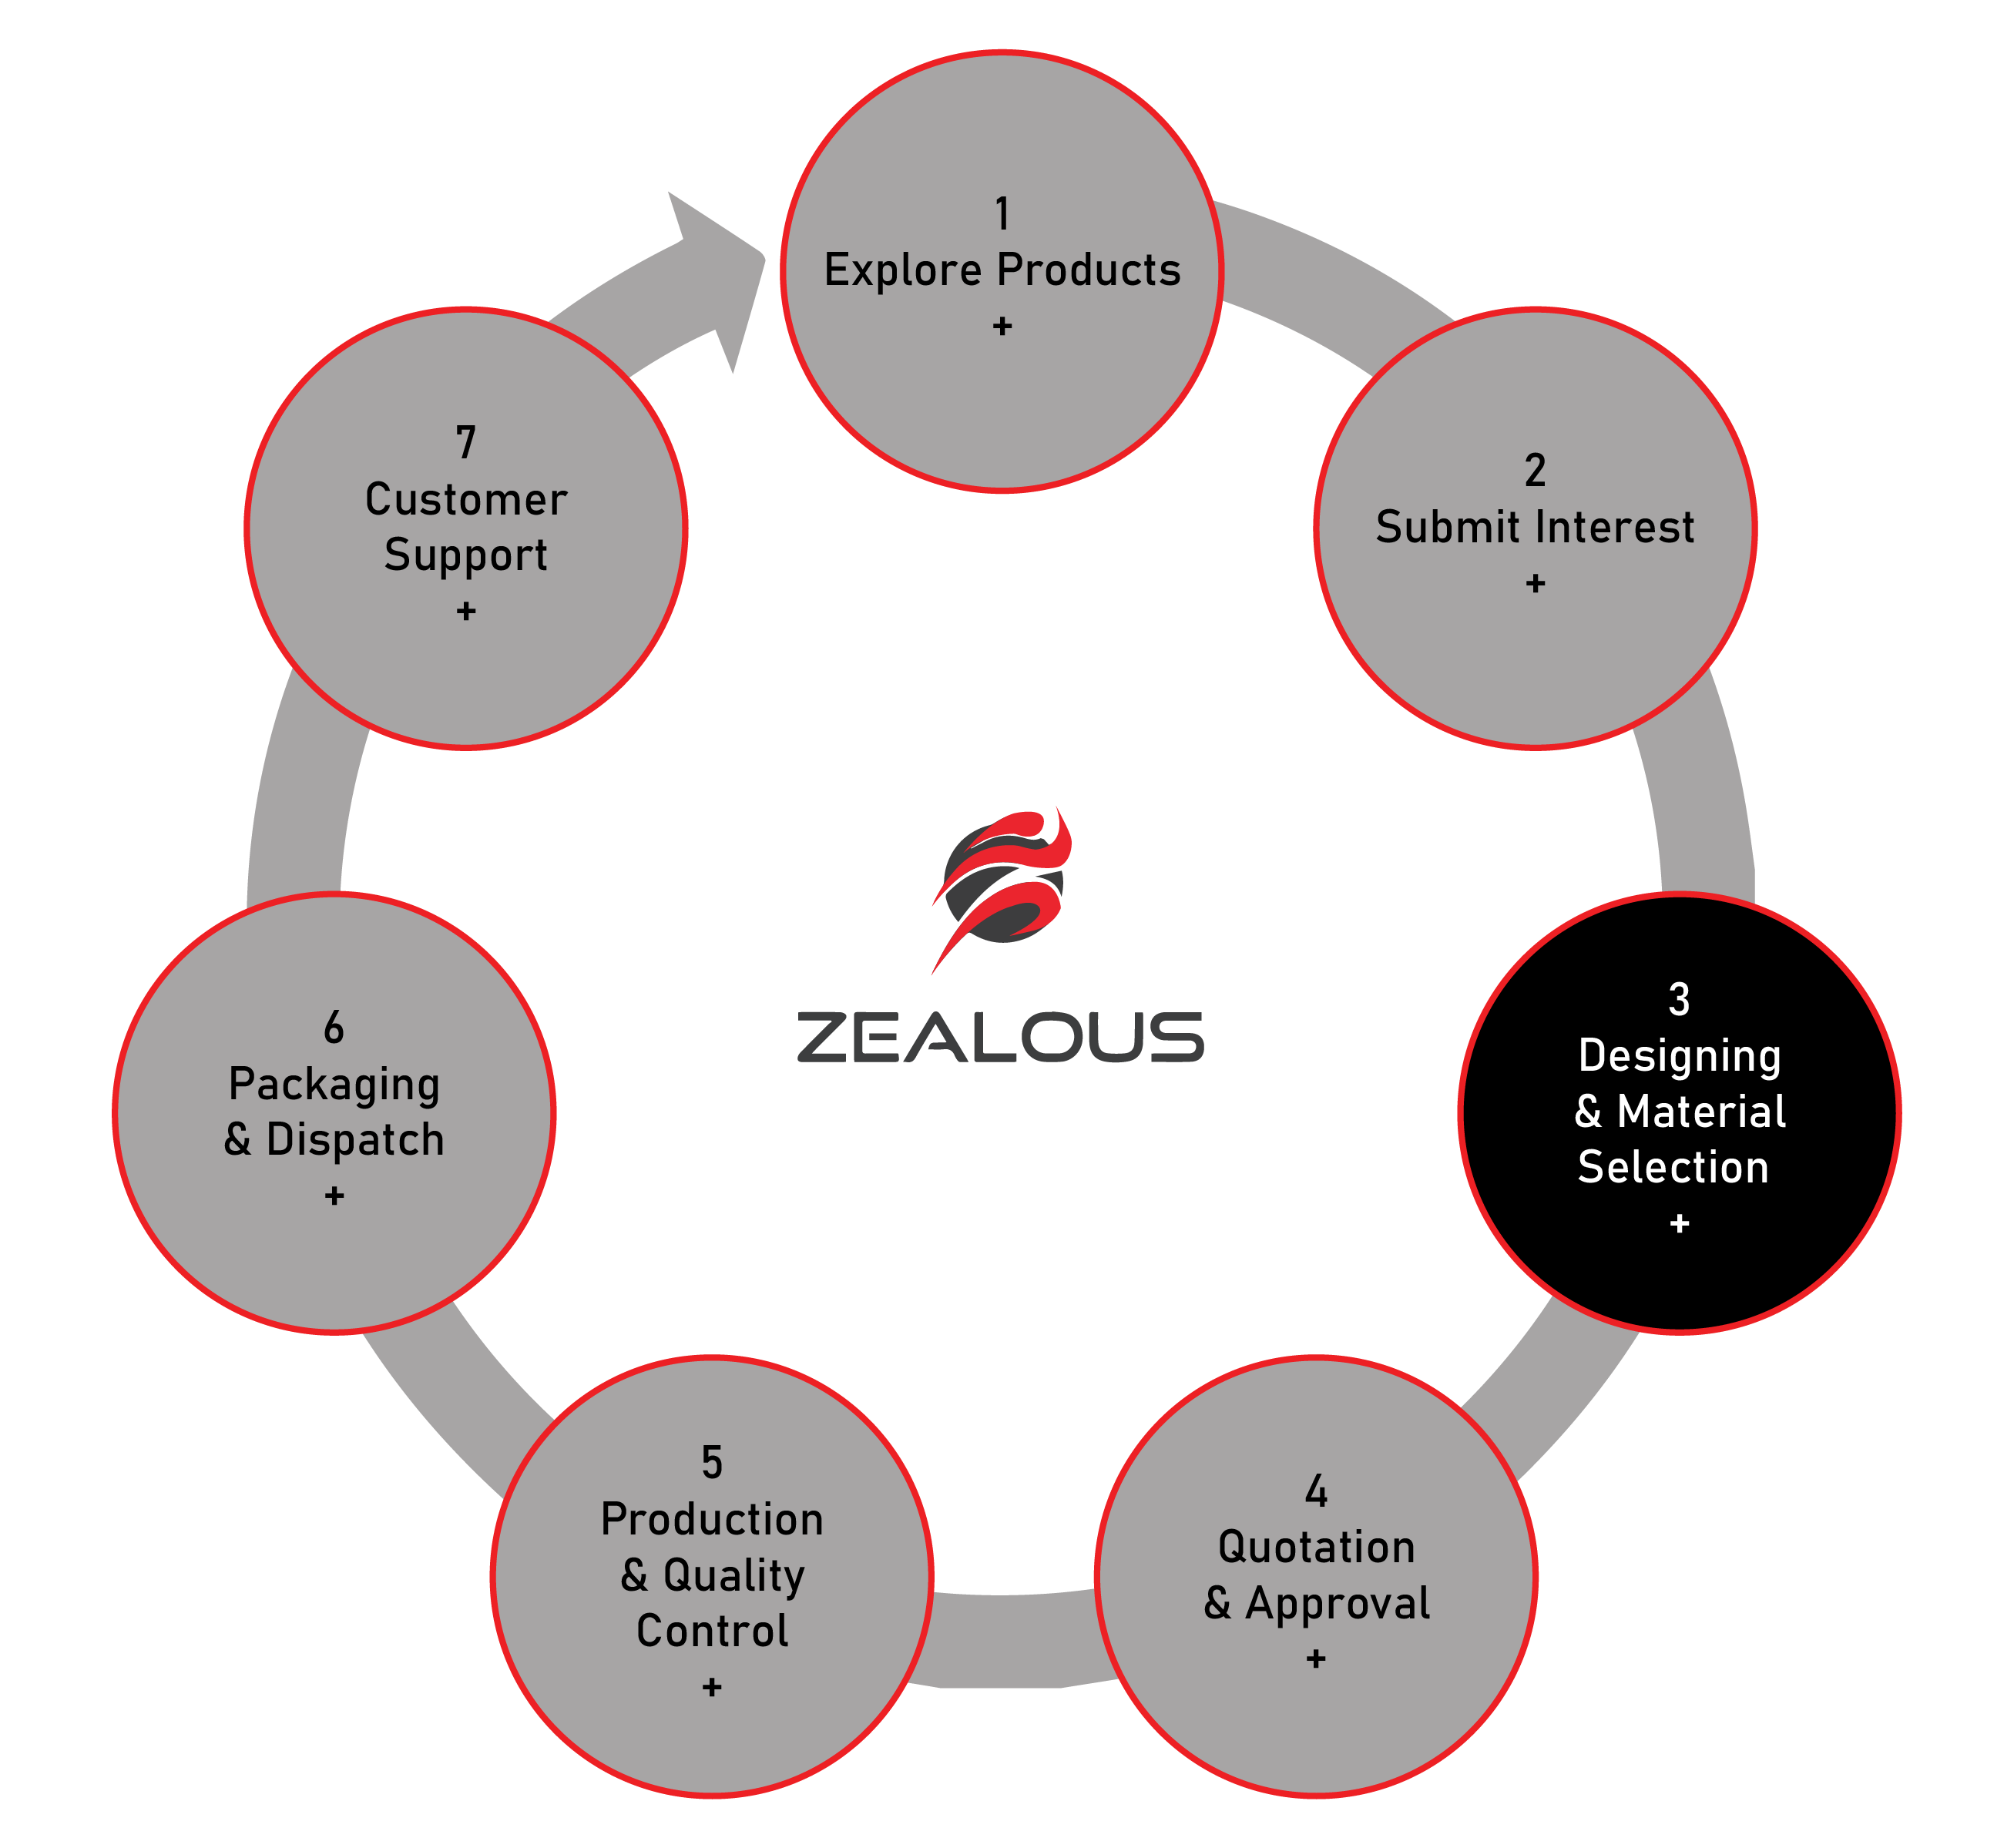 1
Explore Products
+
2
Submit Interest
+
3
Designing
& Material
Selection
+
4
Quotation
& Approval
+
5
Production
& Quality
Control
+
6
Packaging
& Dispatch
+
7
Customer
Support
+
ZEALOUS